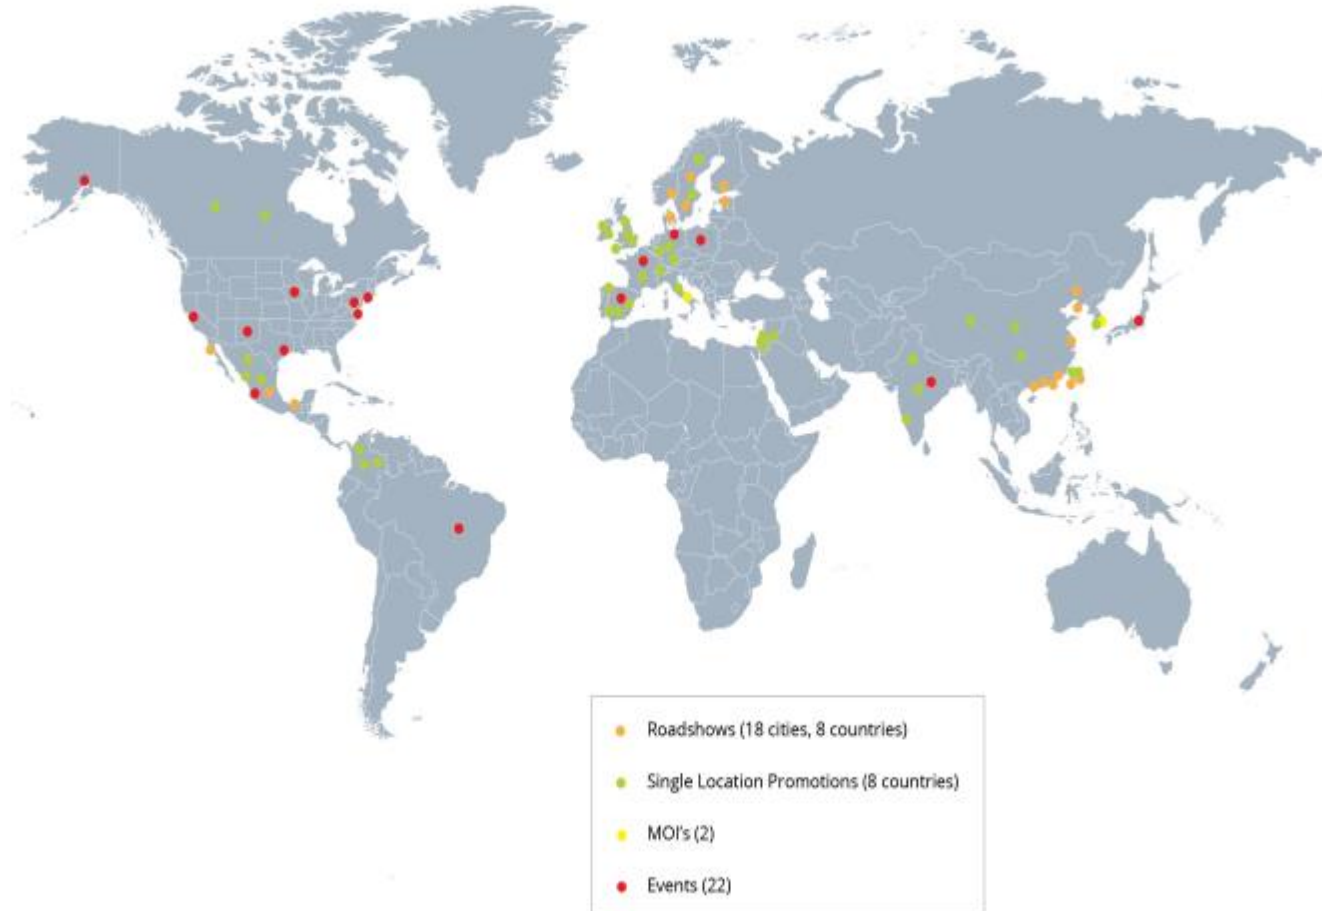 Roadshows (18 cities, 8 countries)
Single Location Promotions (8 countries)
MOI's (2)
Events (22)